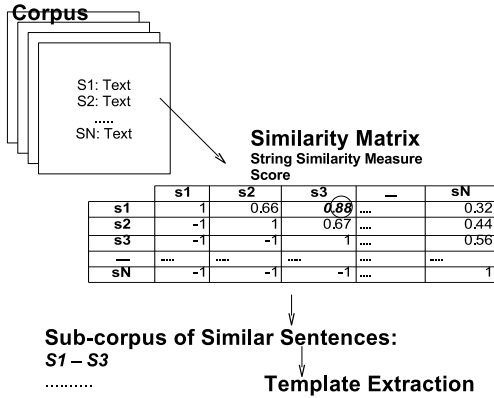 Corpus
S1: Text
S2: Text
.....
SN: Text
Similarity Matrix
String Similarity Measure
Score
s1 s2 s3 — sN
s1 1 0.66 0.88 .... 0.32
s2 -1 1 0.67 .... 0.44
s3 -1 -1 1 .... 0.56
— ..... ..... ..... .... .....
sN -1 -1 -1 .... 1
Sub-corpus of Similar Sentences:
S1 – S3
..........
Template Extraction